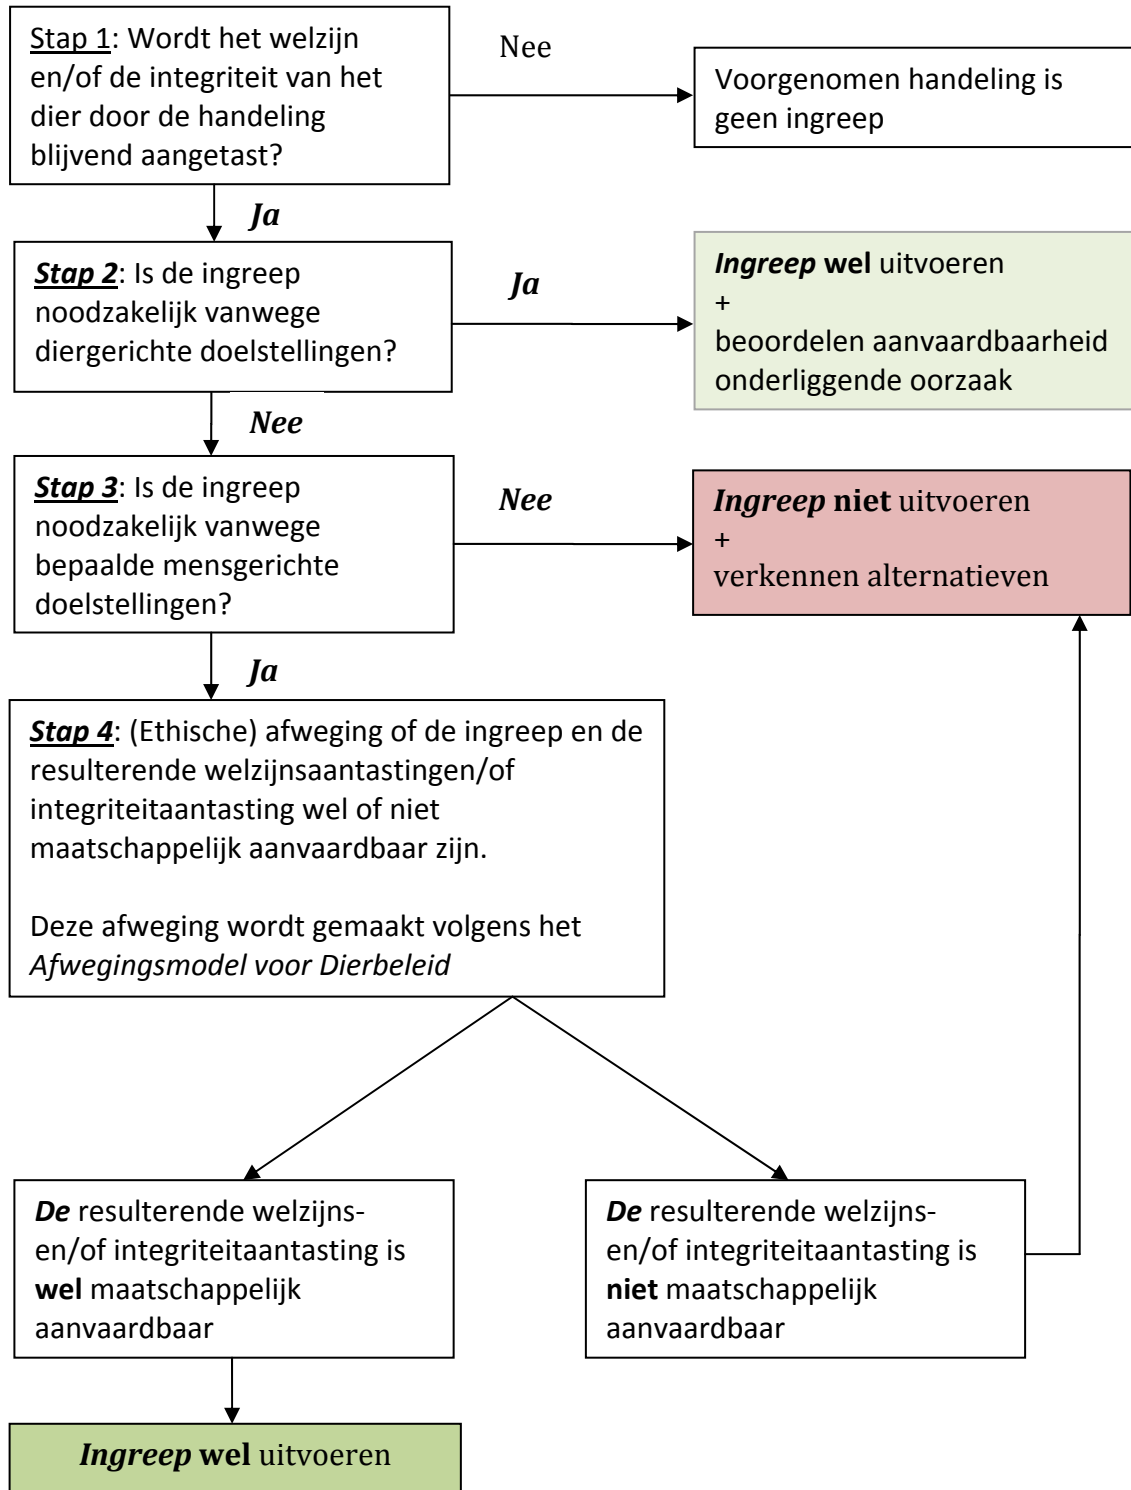 Stap 1: Wordt het welzijn
en/of de integriteit van het
dier door de handeling
blijvend aangetast?
Nee
Voorgenomen handeling is
geen ingreep
Ja
Stap 2: Is de ingreep
noodzakelijk vanwege
diergerichte doelstellingen?
Ja
Ingreep wel uitvoeren
+
beoordelen aanvaardbaarheid
onderliggende oorzaak
Nee
Stap 3: Is de ingreep
noodzakelijk vanwege
bepaalde mensgerichte
doelstellingen?
Nee
Ingreep niet uitvoeren
+
verkennen alternatieven
Ja
Stap 4: (Ethische) afweging of de ingreep en de
resulterende welzijnsaantastingen/of
integriteitaantasting wel of niet
maatschappelijk aanvaardbaar zijn.
Deze afweging wordt gemaakt volgens het
Afwegingsmodel voor Dierbeleid
De resulterende welzijns-
en/of integriteitaantasting is
wel maatschappelijk
aanvaardbaar
De resulterende welzijns-
en/of integriteitaantasting is
niet maatschappelijk
aanvaardbaar
Ingreep wel uitvoeren